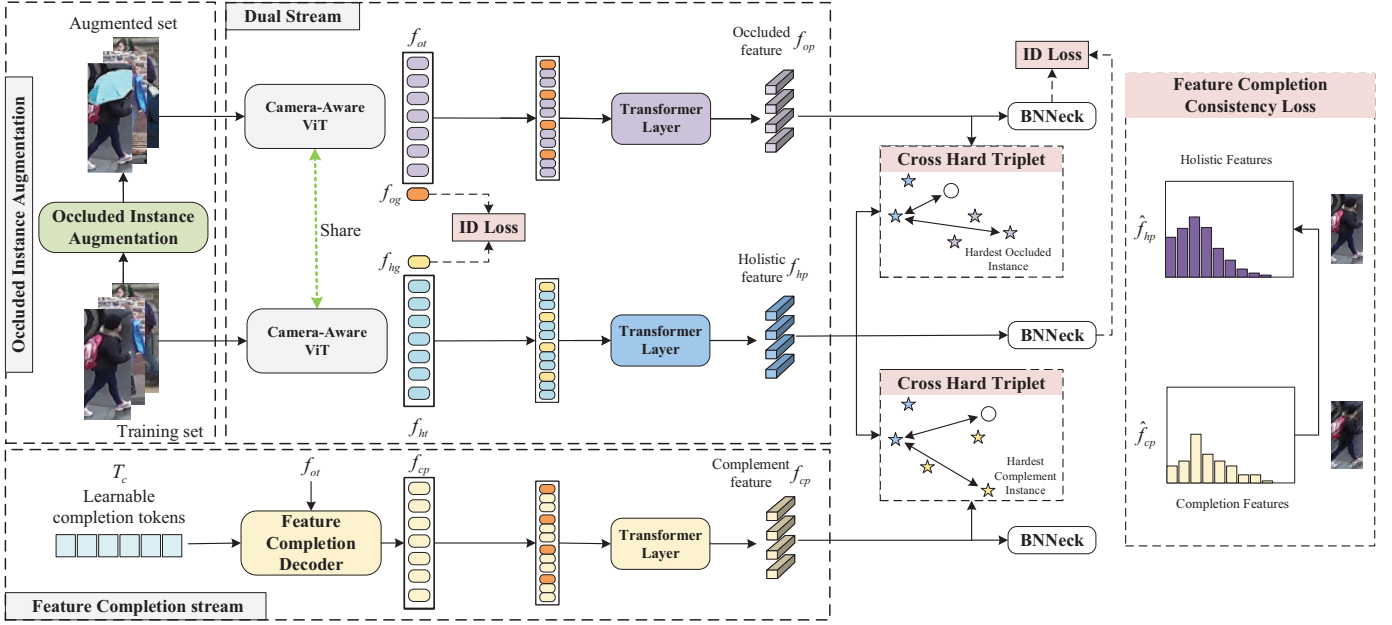 Occluded Instance Augmentation
Augmented set
Occluded Instance
Augmentation
Training set
Dual Stream
Camera-Aware
ViT
Share
Camera-Aware
ViT
f_ot
f_og
ID Loss
f_hg
f_ht
Transformer
Layer
Transformer
Layer
Occluded
feature f_op
Holistic
feature f_hp
ID Loss
BNNeck
Cross Hard Triplet
Hardest Occluded
Instance
BNNeck
Cross Hard Triplet
Hardest
Complement
Instance
BNNeck
Feature Completion
Consistency Loss
Holistic Features
f̂_hp
f̂_cp
Completion Features
T_c
Learnable
completion tokens
f_ot
Feature
Completion
Decoder
f_cp
Transformer
Layer
Complement
feature f_cp
Feature Completion stream